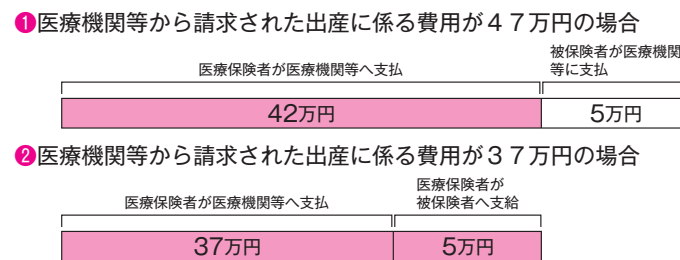 ❶医療機関等から請求された出産に係る費用が４７万円の場合
医療保険者が医療機関等へ支払
被保険者が医療機関
等に支払
42万円
5万円
❷医療機関等から請求された出産に係る費用が３７万円の場合
医療保険者が医療機関等へ支払
医療保険者が
被保険者へ支給
37万円
5万円